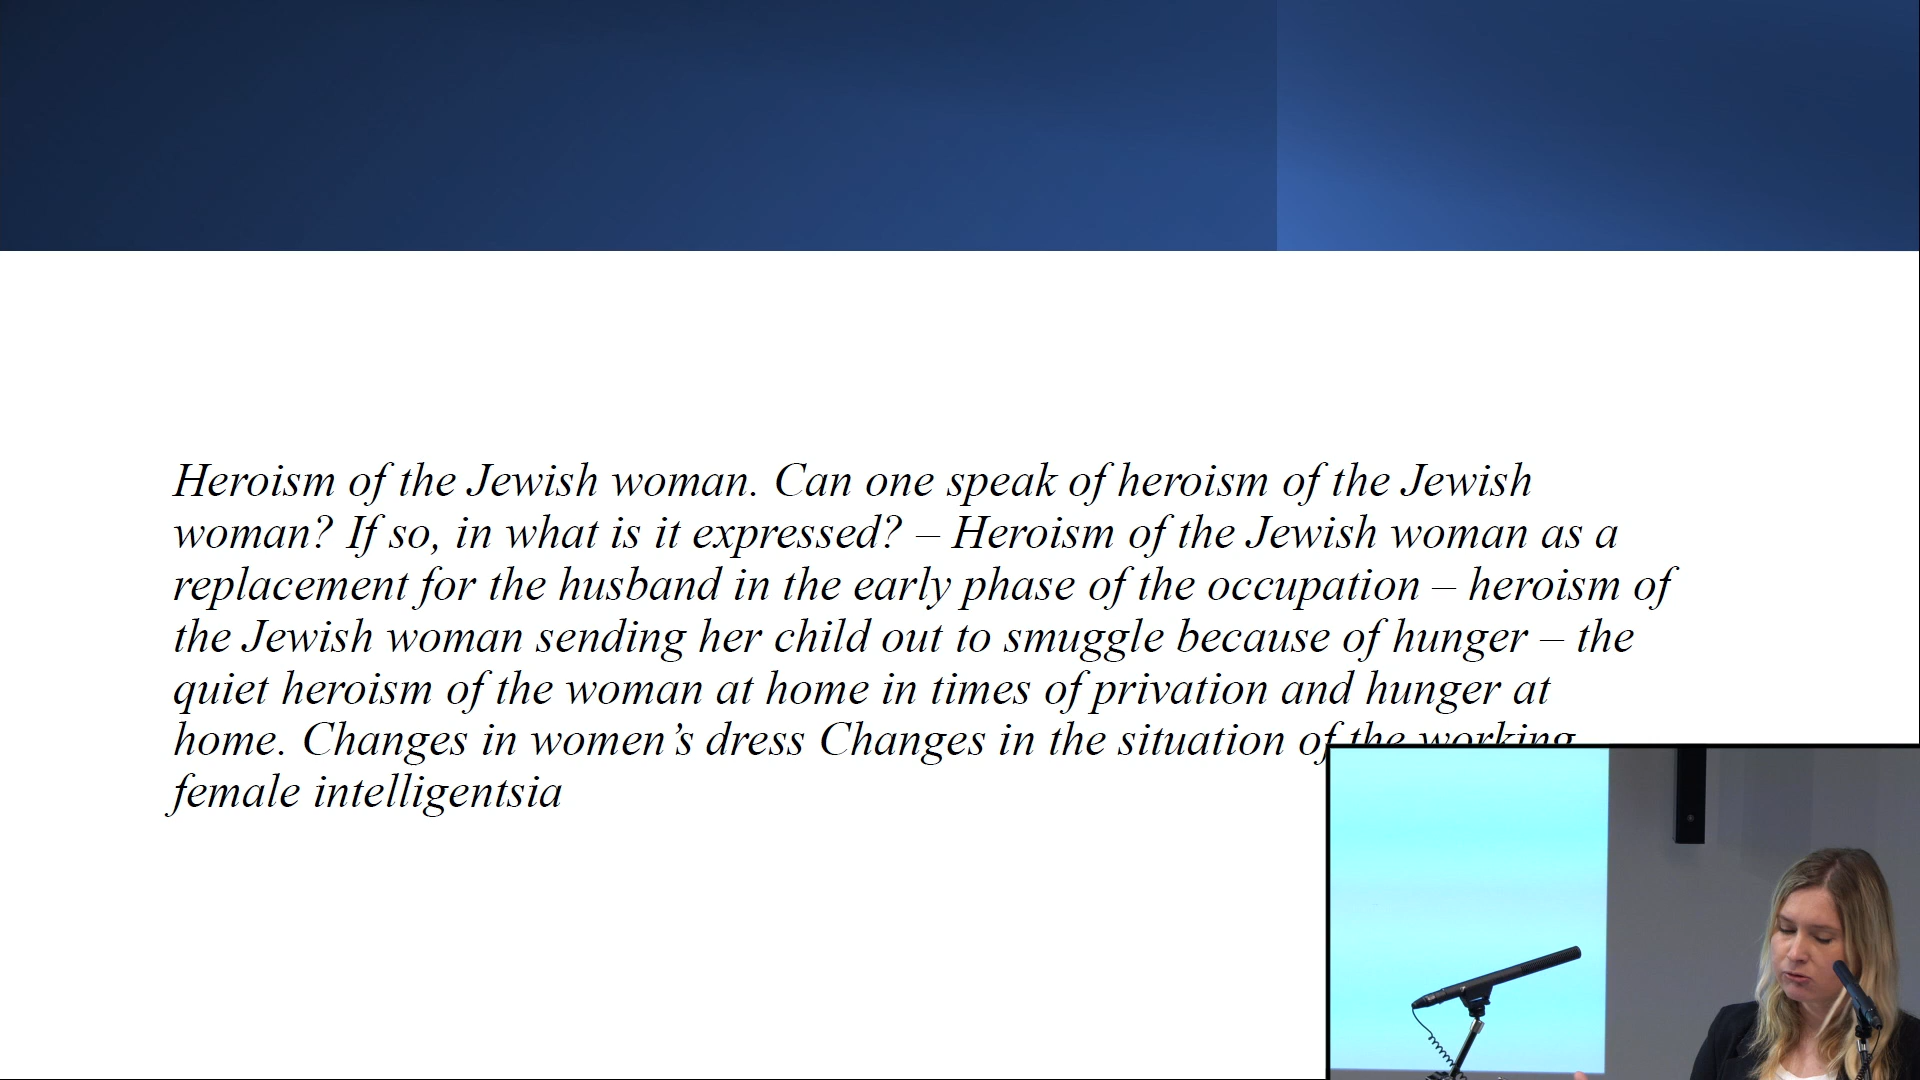 Heroism of the Jewish woman. Can one speak of heroism of the Jewish
woman? If so, in what is it expressed? – Heroism of the Jewish woman as a
replacement for the husband in the early phase of the occupation – heroism of
the Jewish woman sending her child out to smuggle because of hunger – the
quiet heroism of the woman at home in times of privation and hunger at
home. Changes in women’s dress Changes in the situation of the working
female intelligentsia